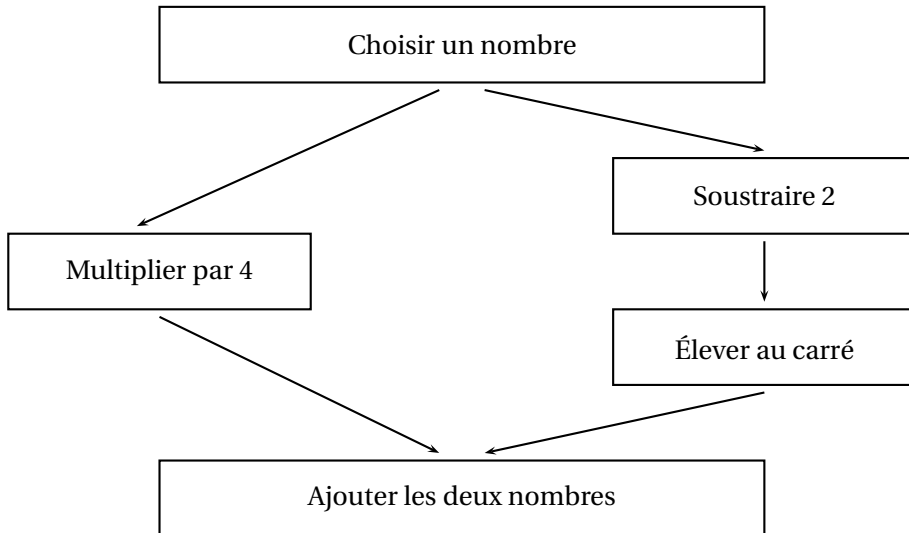 Choisir un nombre
Soustraire 2
Multiplier par 4
Élever au carré
Ajouter les deux nombres